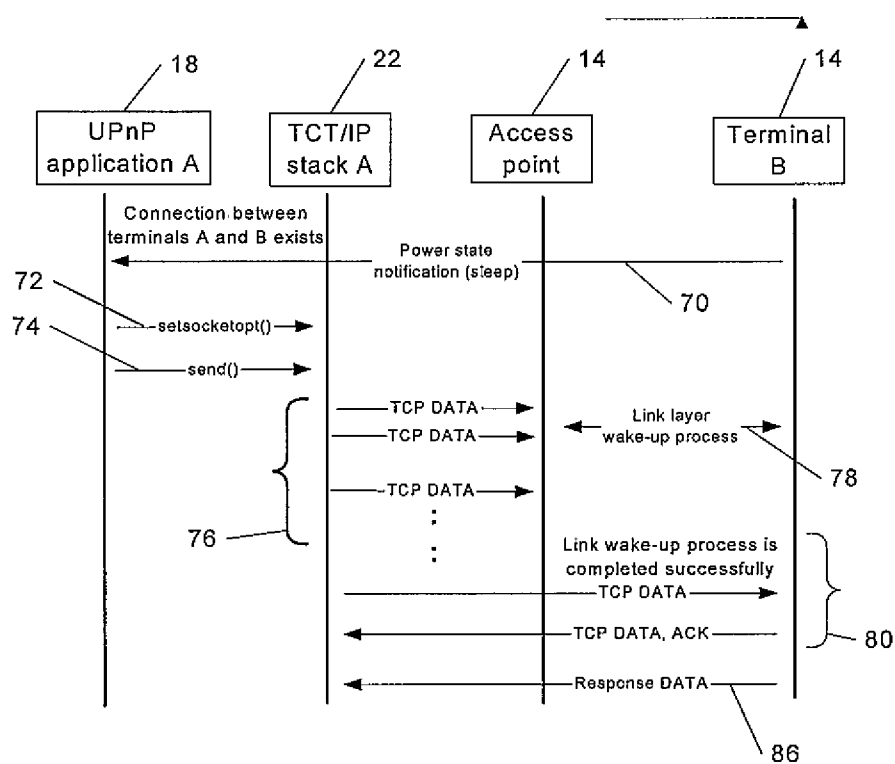 18
22
14
14
UPnP
application A
TCT/IP
stack A
Access
point
Terminal
B
Connection between
terminals A and B exists
Power state
notification (sleep)
72
70
setsocketopt()
74
send()
TCP DATA
TCP DATA
Link layer
wake-up process
78
TCP DATA
76
Link wake-up process is
completed successfully
TCP DATA
80
TCP DATA, ACK
Response DATA
86